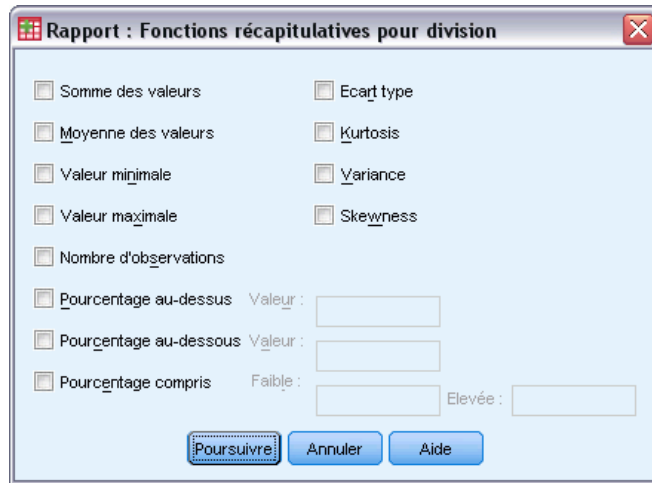 Rapport : Fonctions récapitulatives pour division
Somme des valeurs Ecart type
Moyenne des valeurs Kurtosis
Valeur minimale Variance
Valeur maximale Skewness
Nombre d'observations
Pourcentage au-dessus Valeur :
Pourcentage au-dessous Valeur :
Pourcentage compris Faible : Elevée :
Poursuivre Annuler Aide